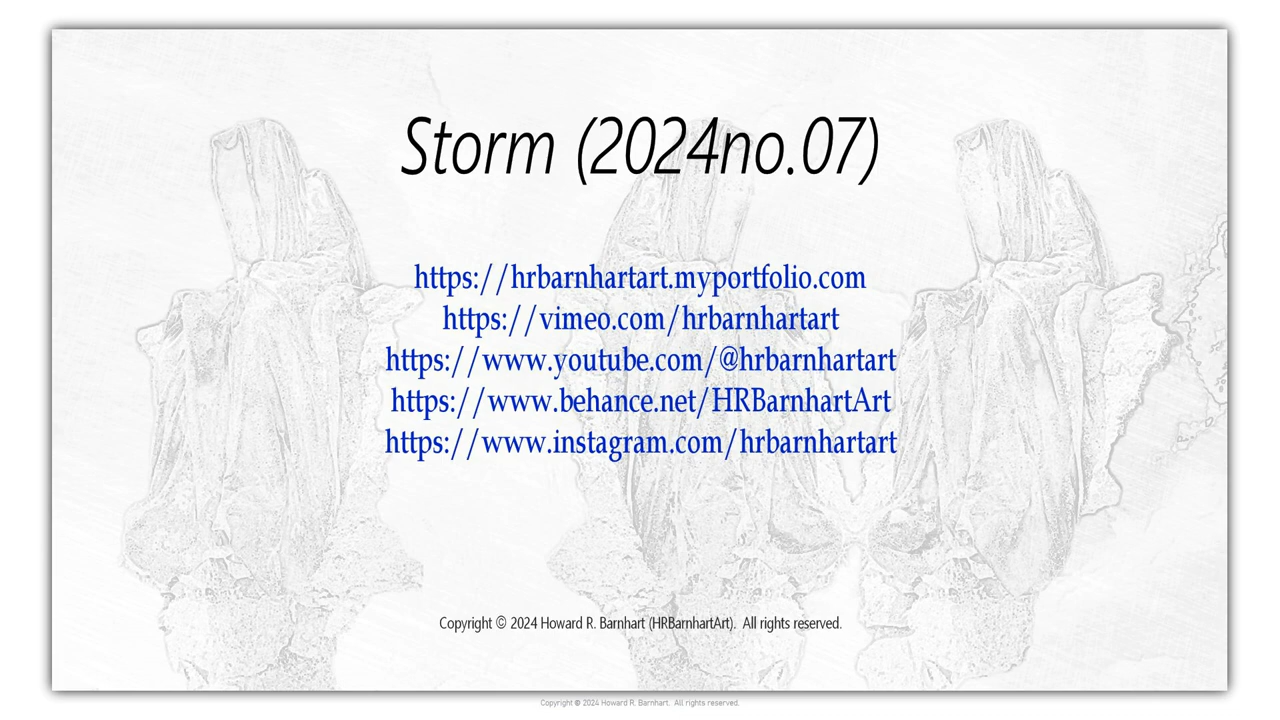 Storm (2024no.07)
https://hrbarnhartart.myportfolio.com
https://vimeo.com/hrbarnhartart
https://www.youtube.com/@hrbarnhartart
https://www.behance.net/HRBarnhartArt
https://www.instagram.com/hrbarnhartart
Copyright © 2024 Howard R. Barnhart (HRBarnhartArt).  All rights reserved.
Copyright © 2024 Howard R. Barnhart.  All rights reserved.